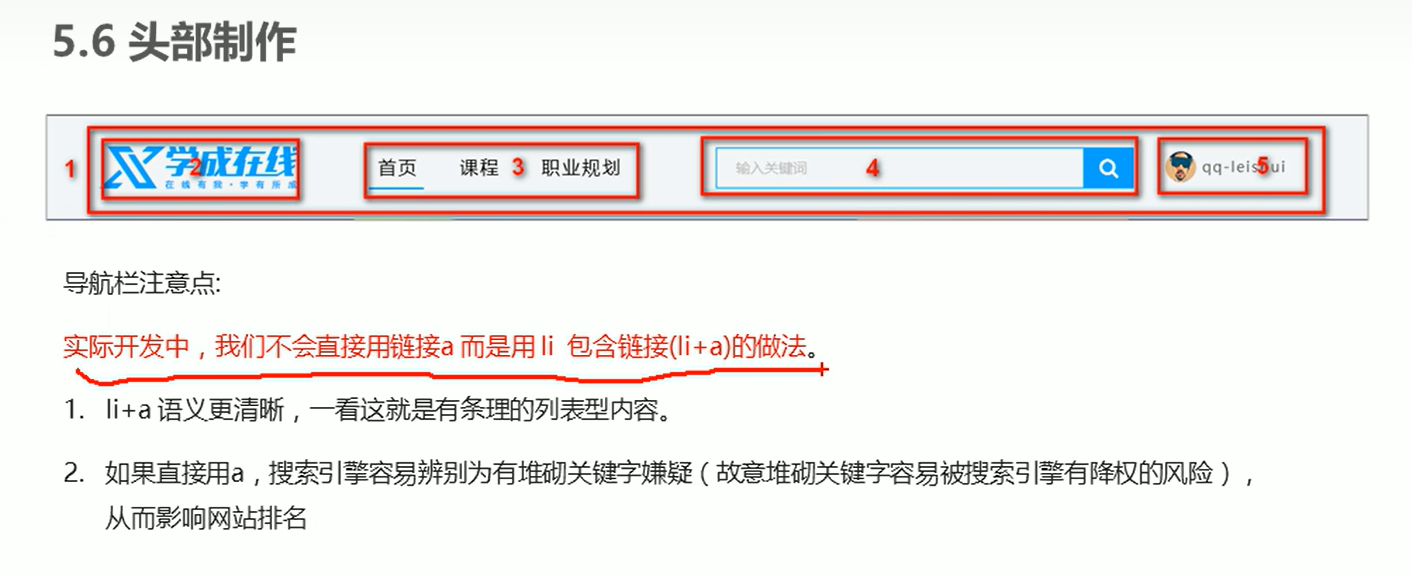 5.6 头部制作
1
学成在线
2
在线有我·学有所成
首页 课程 3 职业规划
输入关键词 4
qq-leishui
5
导航栏注意点:
实际开发中，我们不会直接用链接a 而是用 li 包含链接(li+a)的做法。
1. li+a 语义更清晰，一看这就是有条理的列表型内容。
2. 如果直接用a，搜索引擎容易辨别为有堆砌关键字嫌疑（故意堆砌关键字容易被搜索引擎有降权的风险），
从而影响网站排名